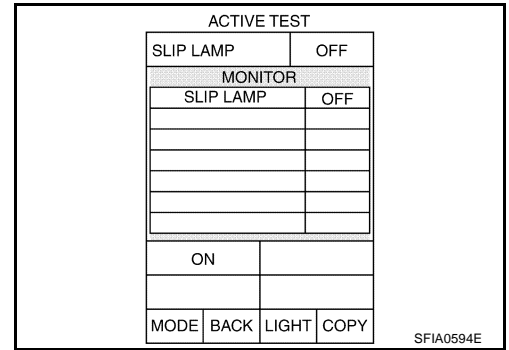 ACTIVE TEST
SLIP LAMP OFF
MONITOR
SLIP LAMP OFF
ON
MODE BACK LIGHT COPY
SFIA0594E